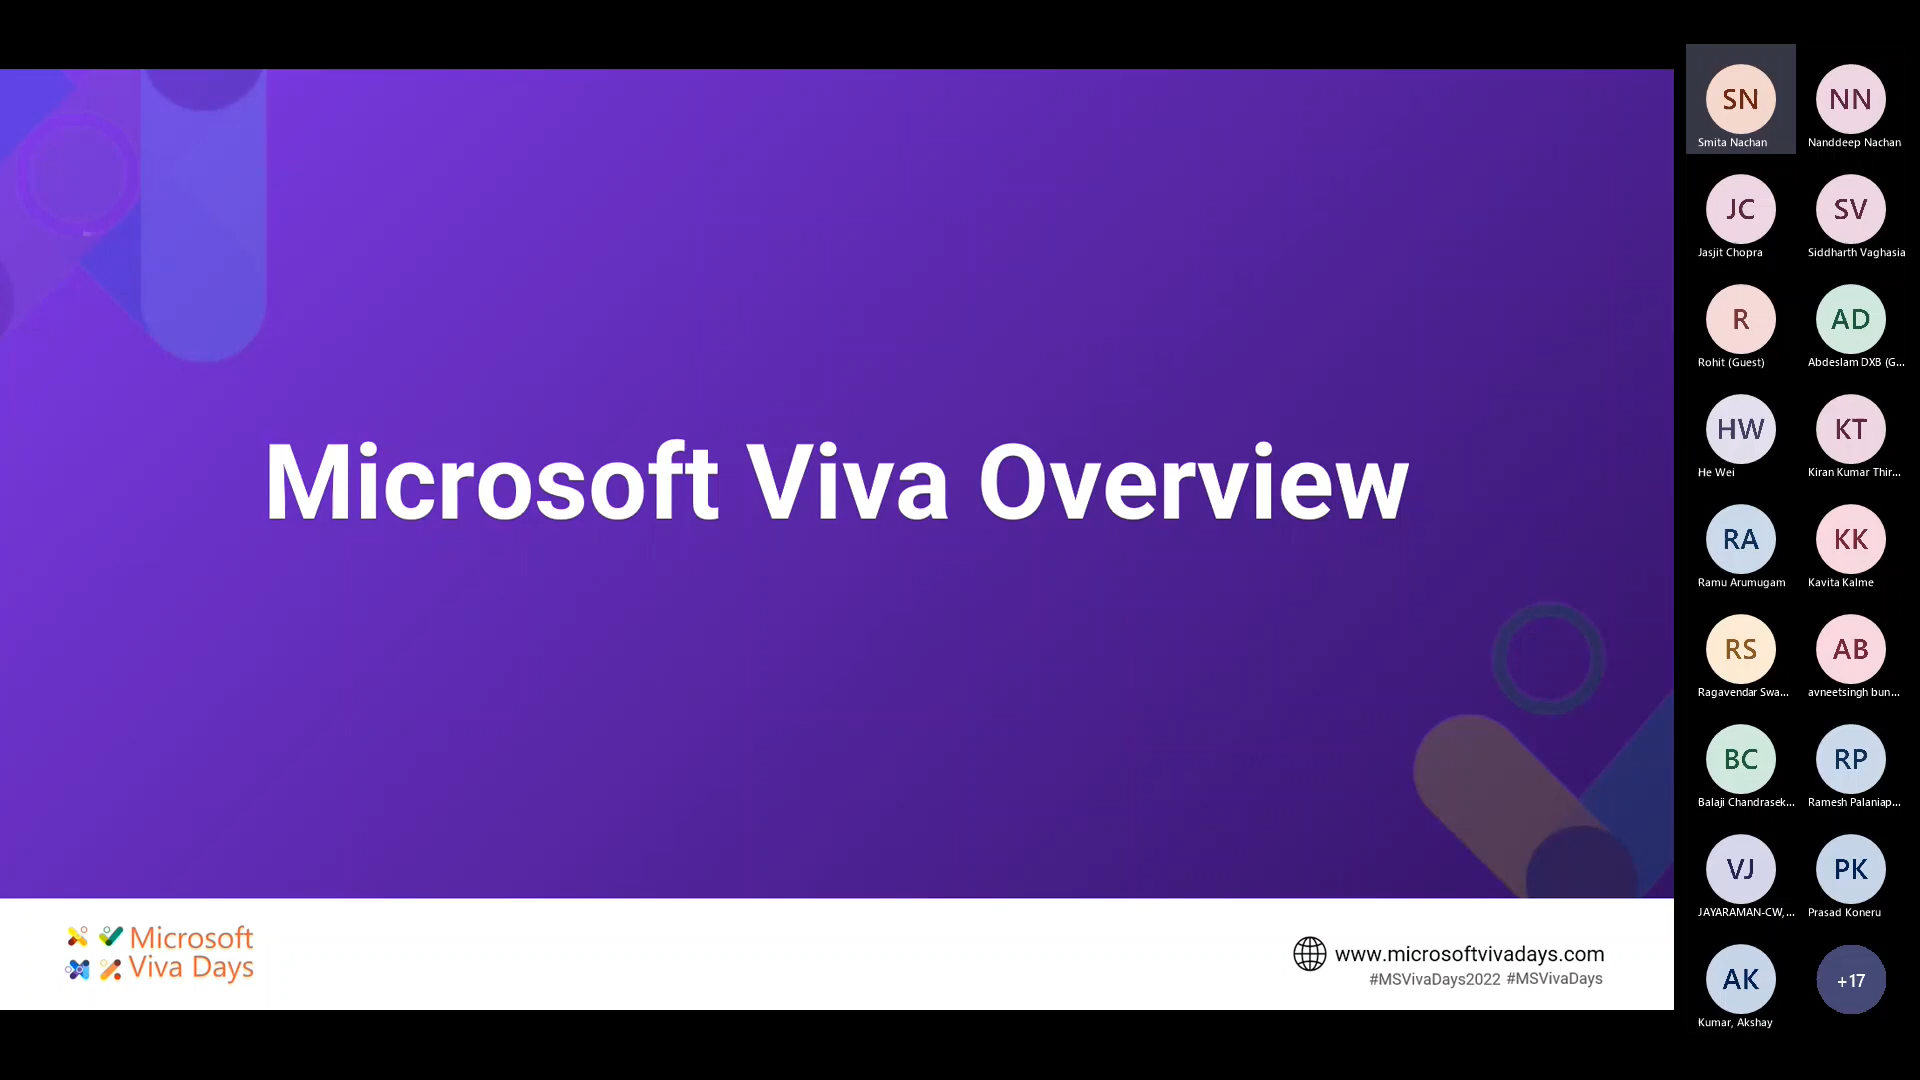 Microsoft Viva Overview
Microsoft
Viva Days
www.microsoftvivadays.com
#MSVivaDays2022 #MSVivaDays
SN
Smita Nachan
NN
Nanddeep Nachan
JC
Jasjit Chopra
SV
Siddharth Vaghasia
R
Rohit (Guest)
AD
Abdeslam DXB (G...
HW
He Wei
KT
Kiran Kumar Thir...
RA
Ramu Arumugam
KK
Kavita Kalme
RS
Ragavendar Swa...
AB
avneetsingh bun...
BC
Balaji Chandrasek...
RP
Ramesh Palaniap...
VJ
JAYARAMAN-CW,...
PK
Prasad Koneru
AK
Kumar, Akshay
+17